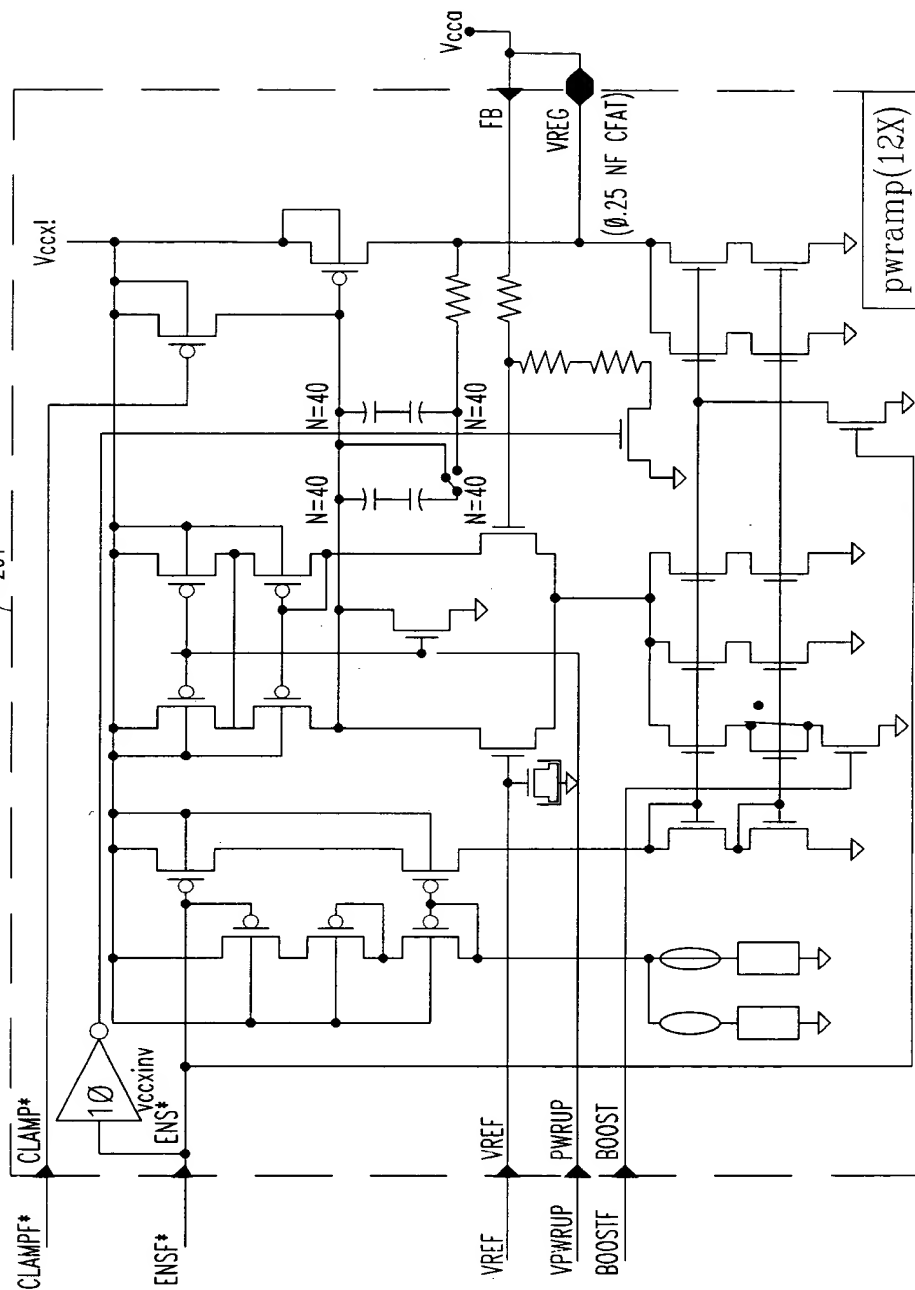 Vccx!
Vcca
CLAMPF*
CLAMP*
10
vccxinv
ENSF*
ENS*
N=40
N=40
N=40
N=40
FB
VREG
(0.25 NF CFAT)
VREF
VREF
VPWRUP
PWRUP
BOOSTF
BOOST
pwramp(12X)